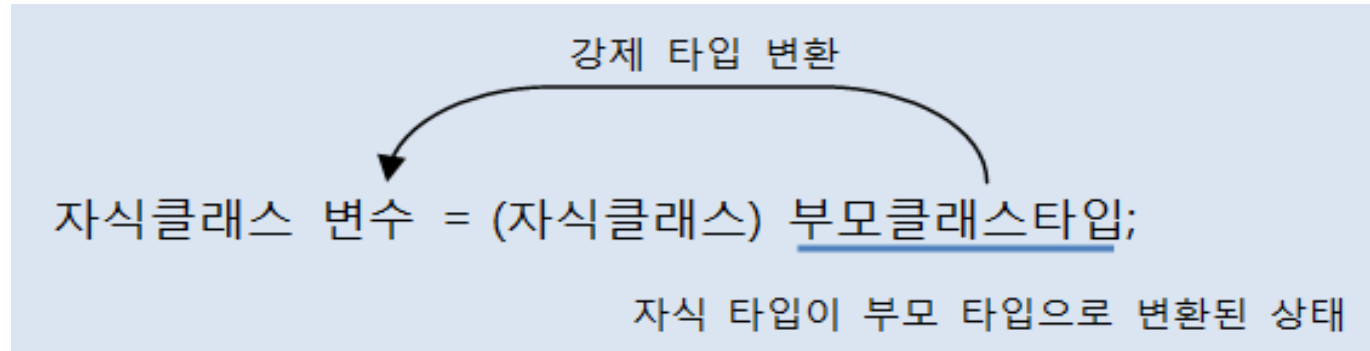 강제 타입 변환
자식클래스 변수 = (자식클래스) 부모클래스타입;
자식 타입이 부모 타입으로 변환된 상태